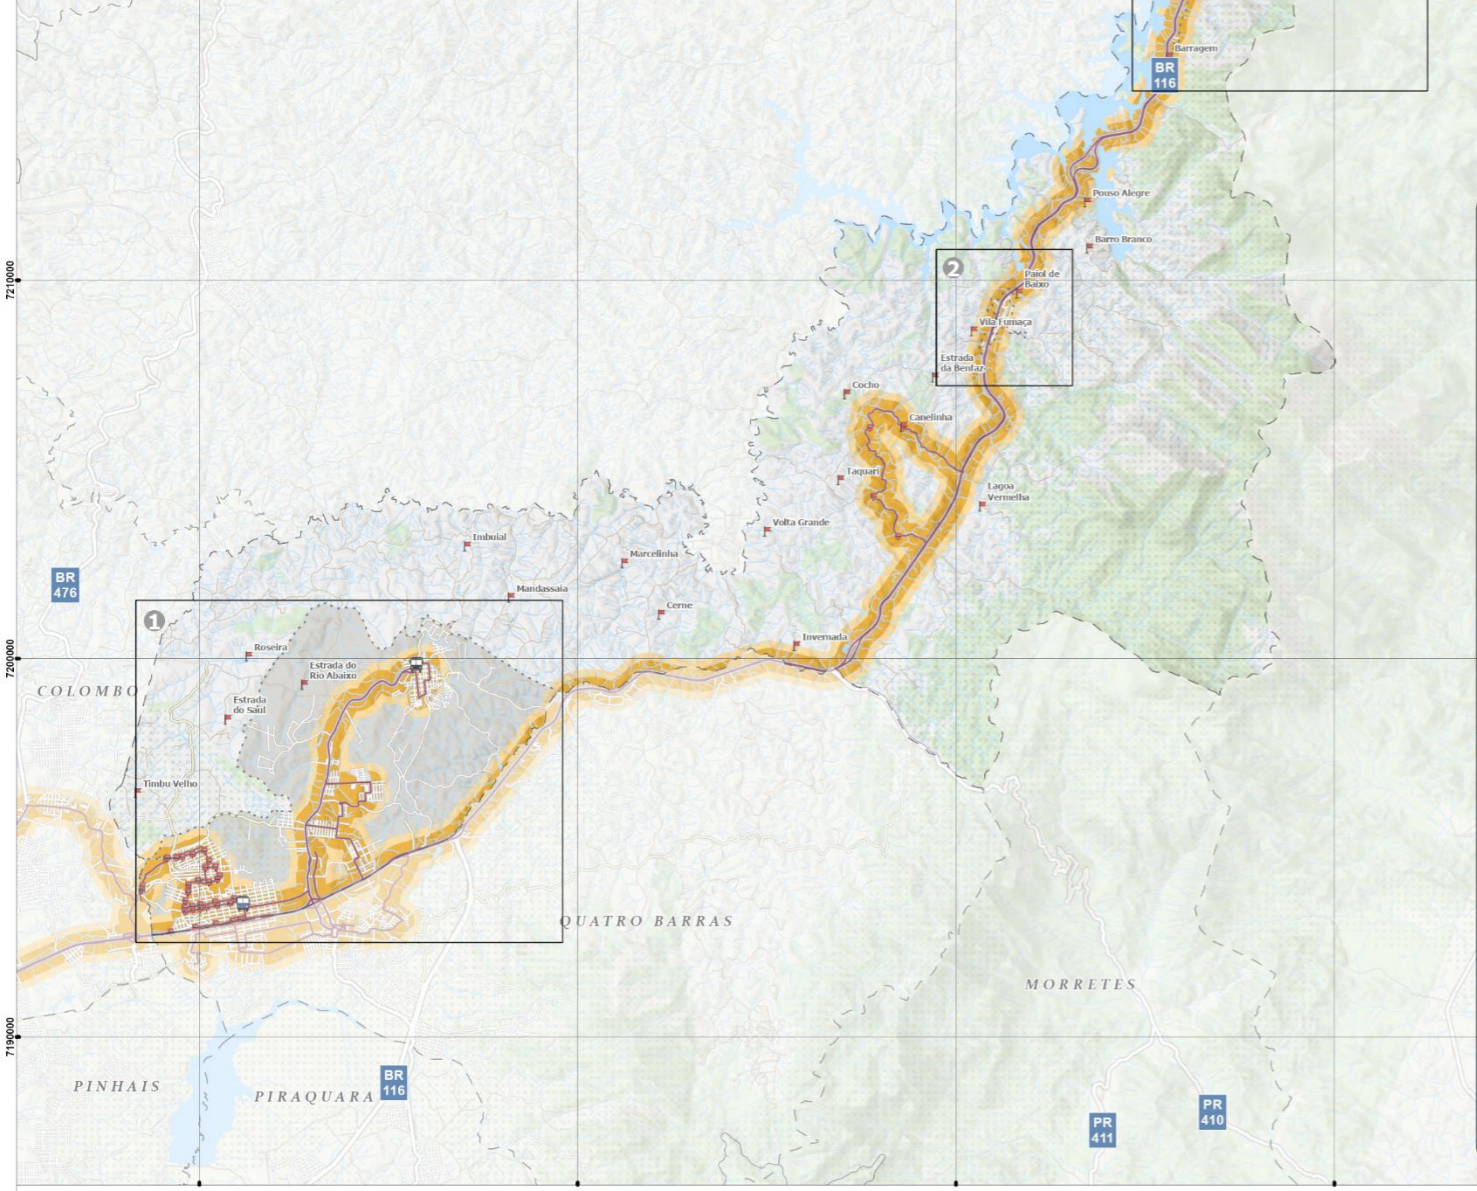 Barragem
BR
116
Pouso Alegre
Barro Branco
7210000
2
Paiol de
Baixo
Vila Fumaça
Estrada
da Benfaz
Cocho
Canelinha
Taquari
Lagoa
Vermelha
Volta Grande
Imbuial
Marcelinha
BR
476
Mandassaia
Cerne
1
Invernada
Roseira
7200000
Estrada do
Rio Abaixo
COLOMBO
Estrada
do Saul
Timbu Velho
QUATRO BARRAS
MORRETES
7190000
PINHAIS
PIRAQUARA
BR
116
PR
411
PR
410